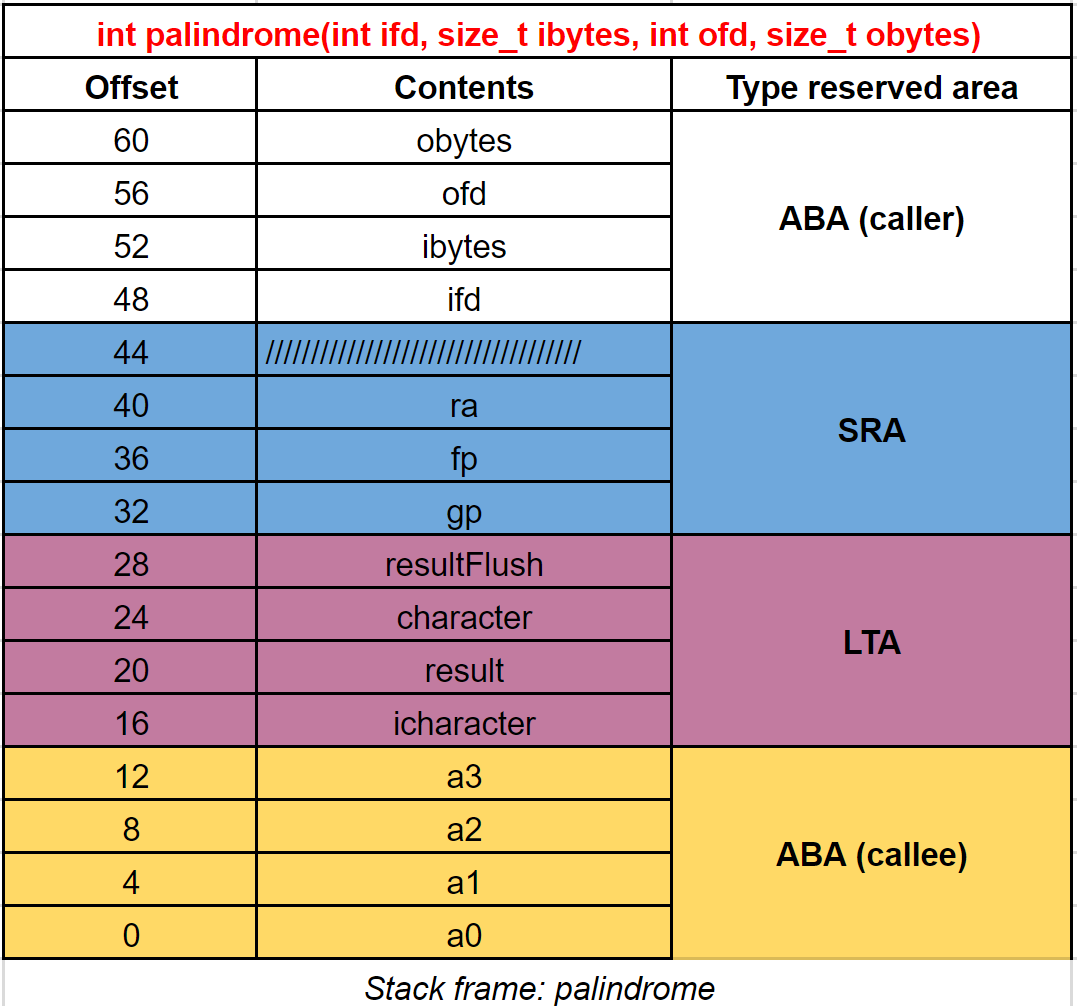 int palindrome(int ifd, size_t ibytes, int ofd, size_t obytes)
Offset Contents Type reserved area
60 obytes
56 ofd
ABA (caller)
52 ibytes
48 ifd
44 ///////////////////////////////////
40 ra
SRA
36 fp
32 gp
28 resultFlush
24 character
LTA
20 result
16 icharacter
12 a3
8 a2
ABA (callee)
4 a1
0 a0
Stack frame: palindrome